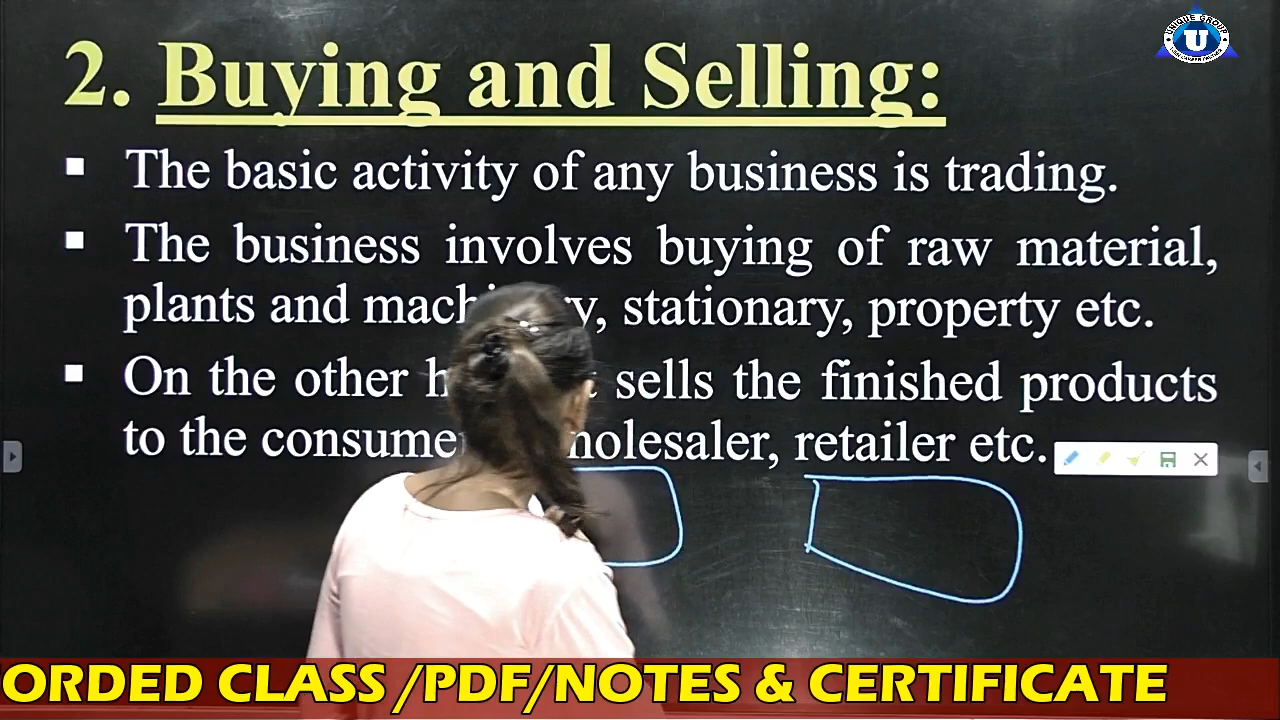 UNIQUE GROUP
U
2. Buying and Selling:
▪ The basic activity of any business is trading.
▪ The business involves buying of raw material,
plants and mach y, stationary, property etc.
▪ On the other h t sells the finished products
to the consume holesaler, retailer etc.
ORDED CLASS /PDF/NOTES & CERTIFICATE